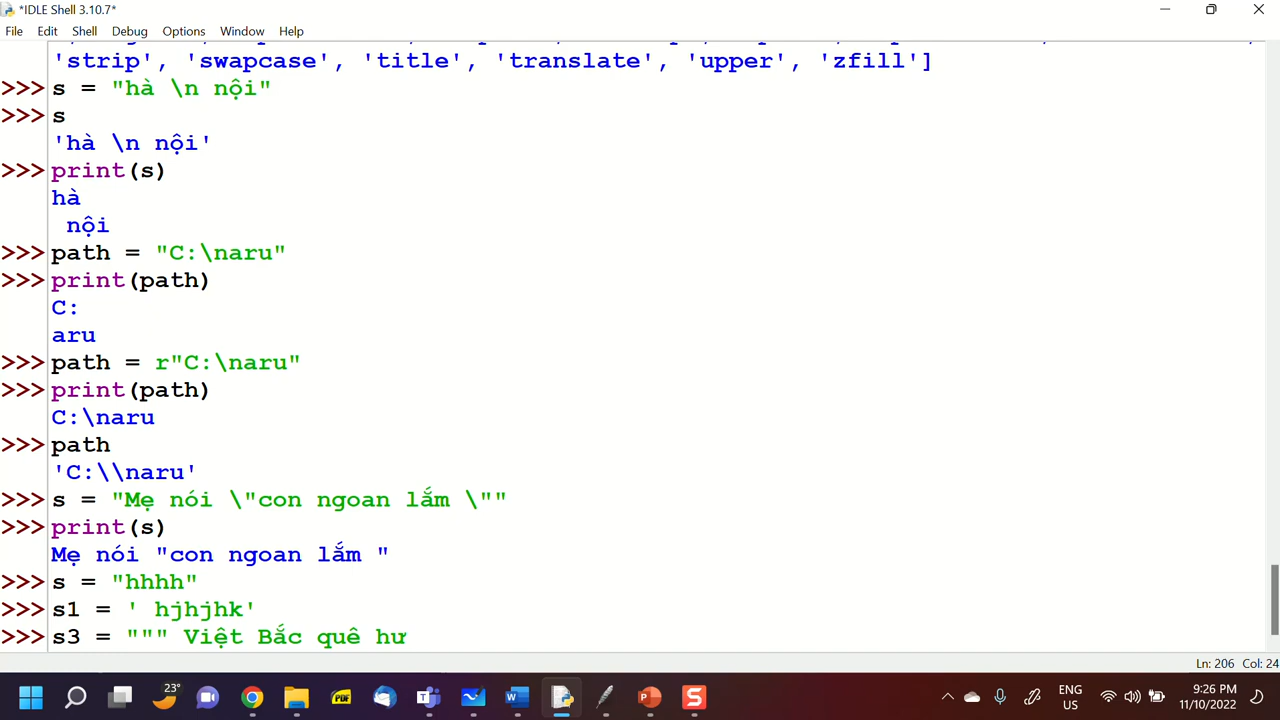 *IDLE Shell 3.10.7*
File Edit Shell Debug Options Window Help
'strip', 'swapcase', 'title', 'translate', 'upper', 'zfill']
>>> s = "hà \n nội"
>>> s
'hà \n nội'
>>> print(s)
hà
 nội
>>> path = "C:\naru"
>>> print(path)
C:
aru
>>> path = r"C:\naru"
>>> print(path)
C:\naru
>>> path
'C:\\naru'
>>> s = "Mẹ nói \"con ngoan lắm \""
>>> print(s)
Mẹ nói "con ngoan lắm "
>>> s = "hhhh"
>>> s1 = ' hjhjhk'
>>> s3 = """ Việt Bắc quê hư
Ln: 206 Col: 24
23°
PDF
ENG
US
9:26 PM
11/10/2022